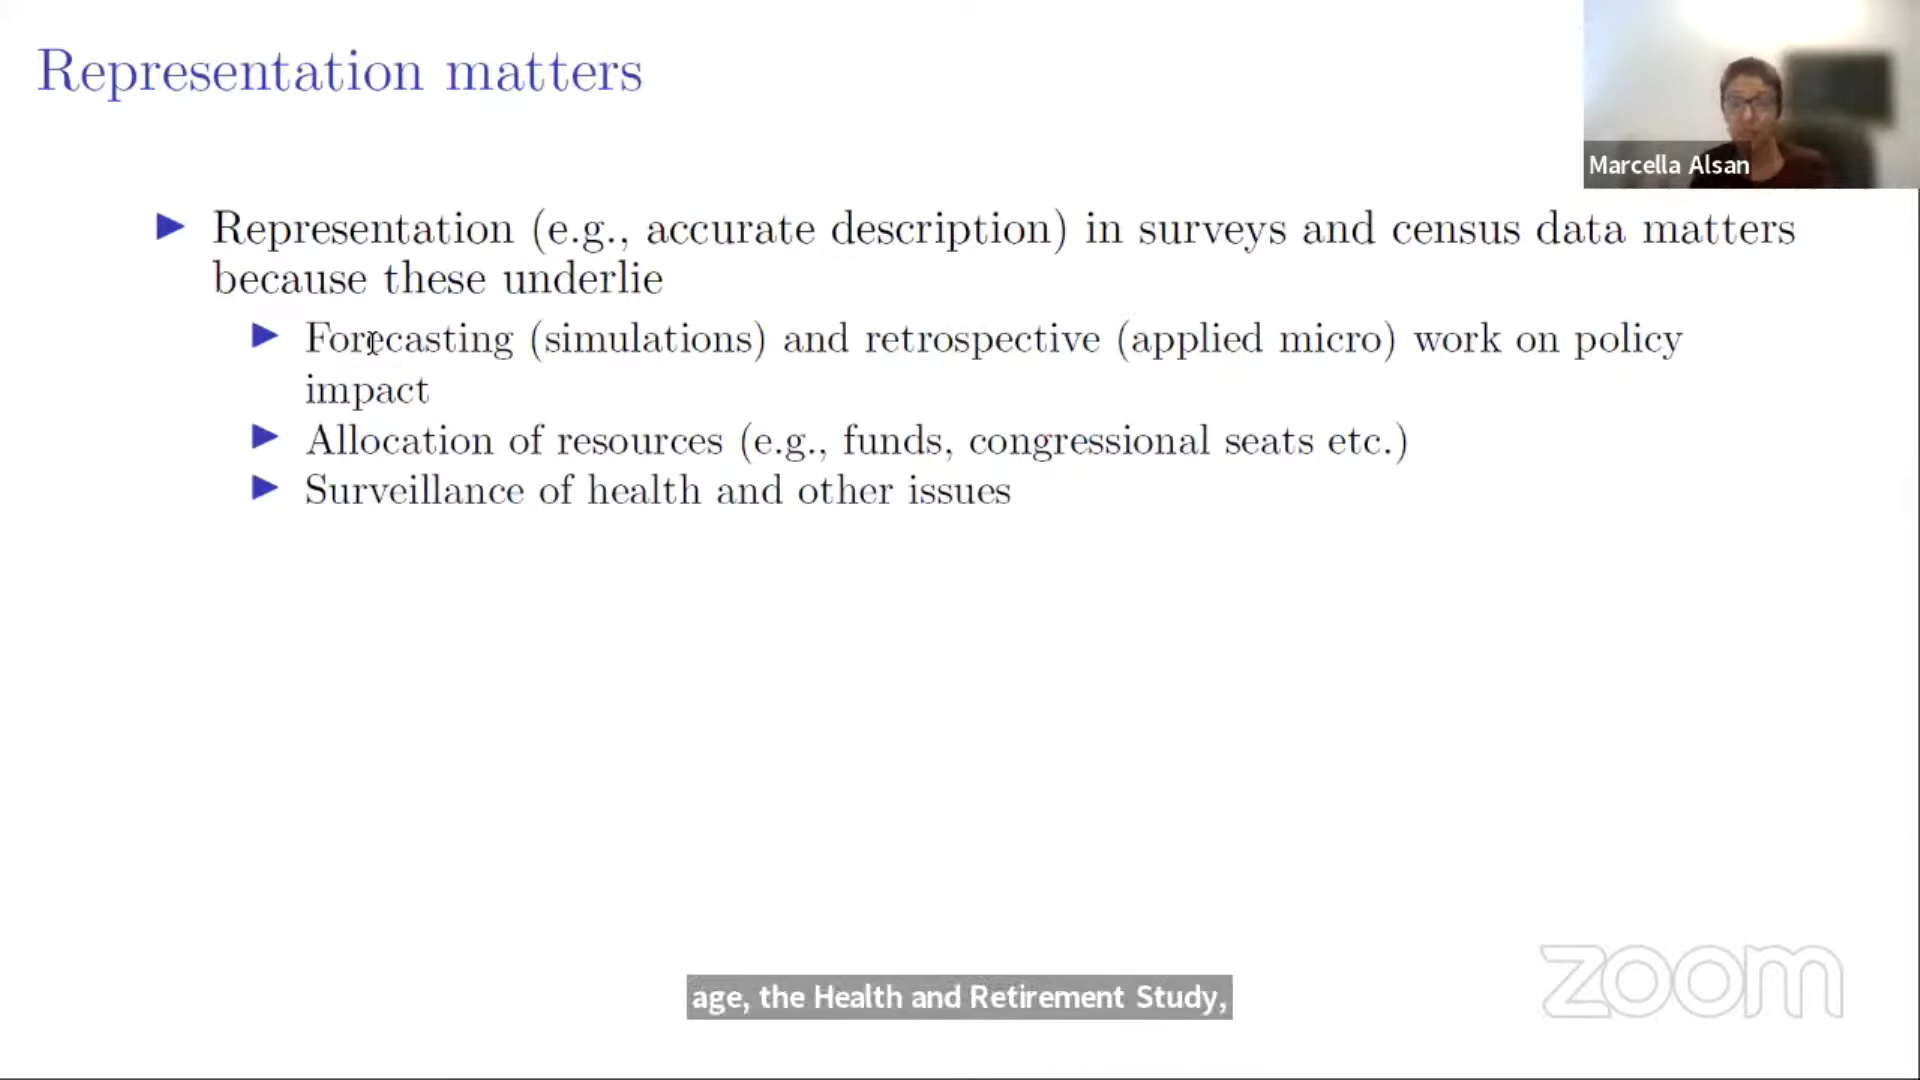 Representation matters
Marcella Alsan
Representation (e.g., accurate description) in surveys and census data matters
because these underlie
Forecasting (simulations) and retrospective (applied micro) work on policy
impact
Allocation of resources (e.g., funds, congressional seats etc.)
Surveillance of health and other issues
zoom
age, the Health and Retirement Study,